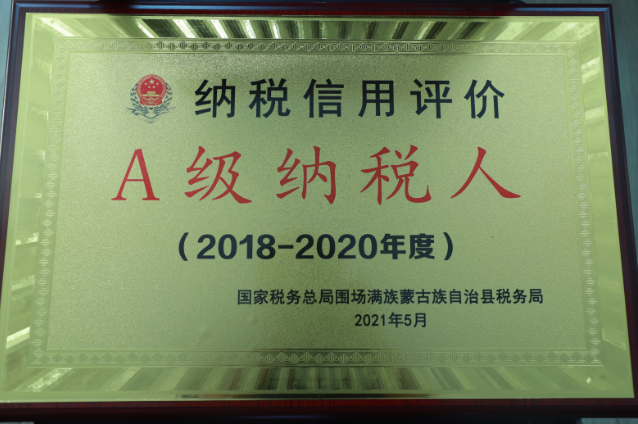 纳税信用评价
A级纳税人
（2018-2020年度）
国家税务总局围场满族蒙古族自治县税务局
2021年5月